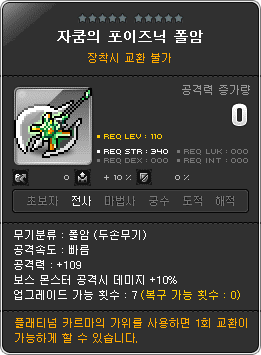 자쿰의 포이즈닉 폴암
장착시 교환 불가
공격력 증가량
0
REQ LEV : 110
REQ STR : 340 REQ LUK : 000
REQ DEX : 000 REQ INT : 000
0 + 10 % 0 %
초보자 전사 마법사 궁수 도적 해적
무기분류 : 폴암 (두손무기)
공격속도 : 빠름
공격력 : +109
보스 몬스터 공격시 데미지 +10%
업그레이드 가능 횟수 : 7 (복구 가능 횟수 : 0)
플래티넘 카르마의 가위를 사용하면 1회 교환이
가능하게 할 수 있습니다.